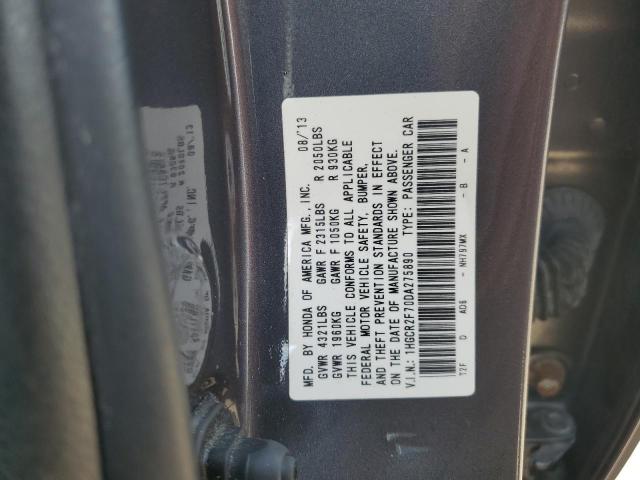 MFD. BY HONDA OF AMERICA MFG., INC. 08/'13
GVWR 4321LBS GAWR F 2315LBS R 2050LBS
GVWR 1960KG GAWR F 1050KG R 930KG
THIS VEHICLE CONFORMS TO ALL APPLICABLE
FEDERAL MOTOR VEHICLE SAFETY, BUMPER,
AND THEFT PREVENTION STANDARDS IN EFFECT
ON THE DATE OF MANUFACTURE SHOWN ABOVE.
V.I.N.: 1HGCR2F70DA275890 TYPE: PASSENGER CAR
T2F D AD6 - NH797MX - B - A